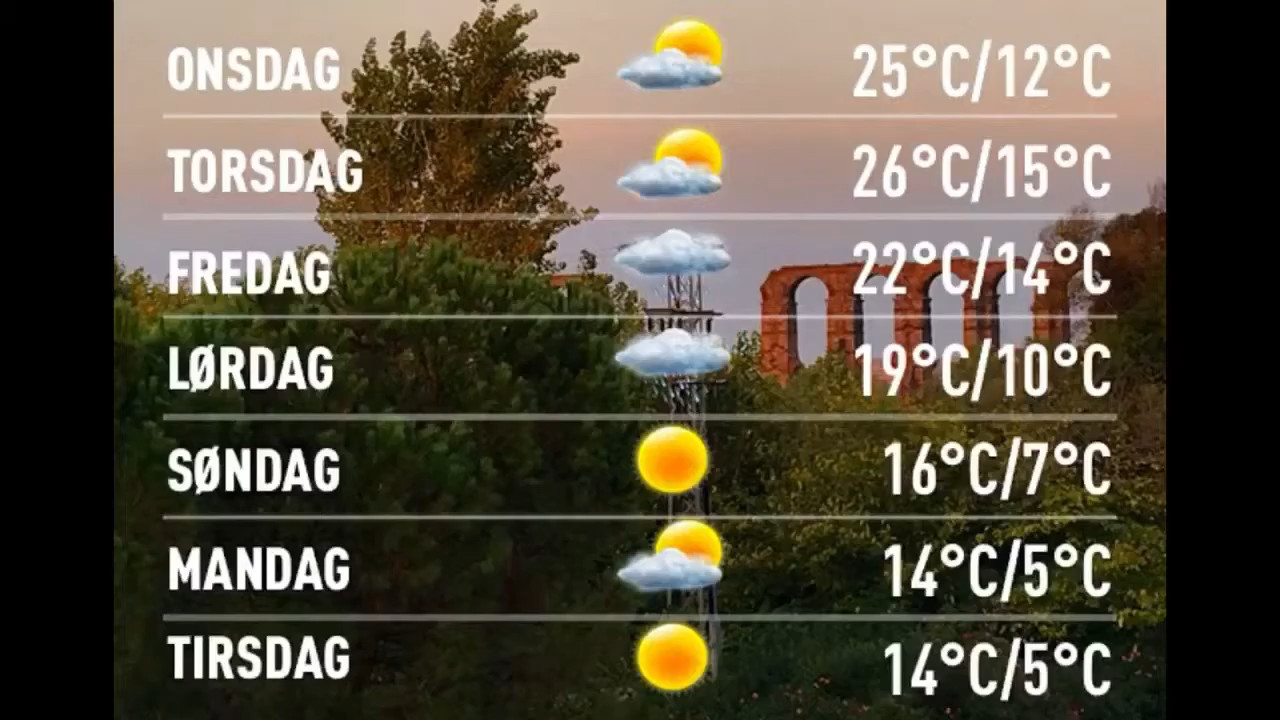 ONSDAG 25°C/12°C
TORSDAG 26°C/15°C
FREDAG 22°C/14°C
LØRDAG 19°C/10°C
SØNDAG 16°C/7°C
MANDAG 14°C/5°C
TIRSDAG 14°C/5°C